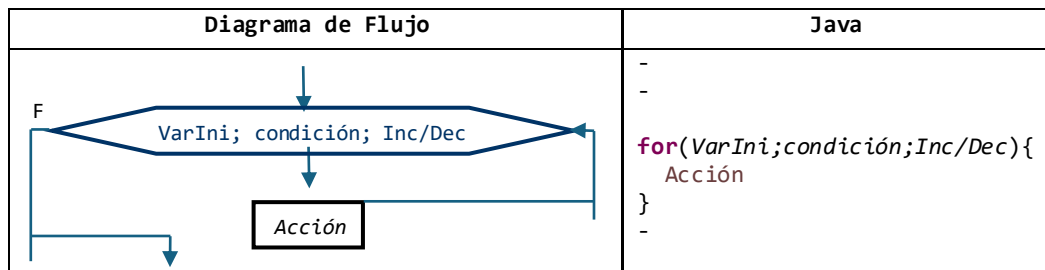 Diagrama de Flujo
Java
F
VarIni; condición; Inc/Dec
Acción
-
-
for(VarIni;condición;Inc/Dec){
Acción
}
-